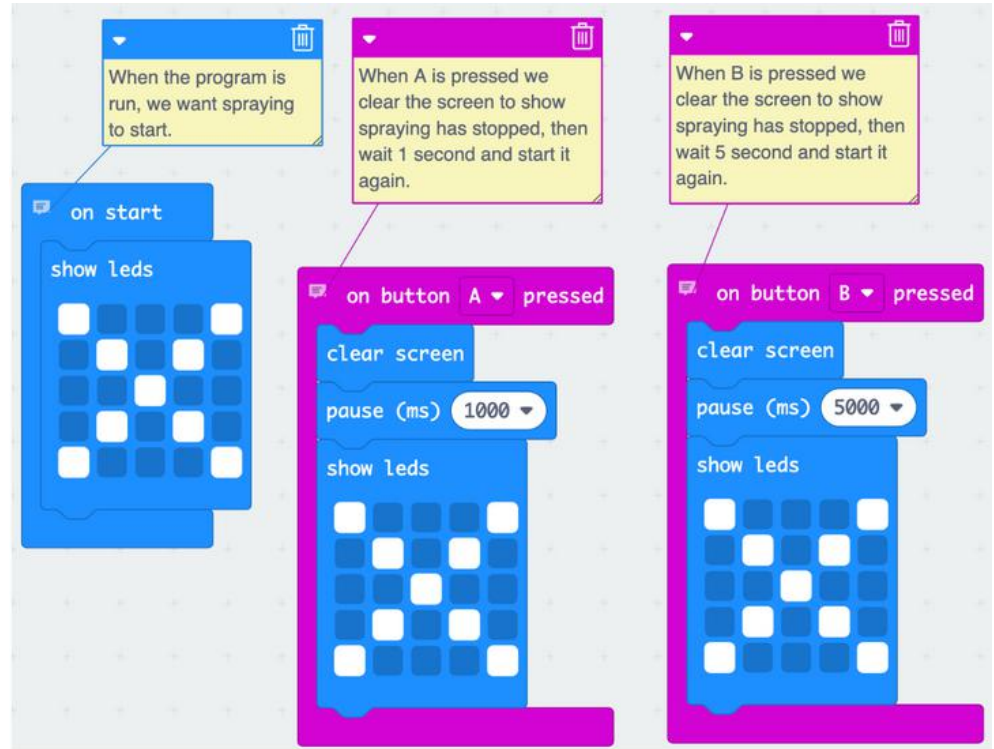 When the program is
run, we want spraying
to start.
When A is pressed we
clear the screen to show
spraying has stopped, then
wait 1 second and start it
again.
When B is pressed we
clear the screen to show
spraying has stopped, then
wait 5 second and start it
again.
on start
show leds
on button A pressed
clear screen
pause (ms) 1000
show leds
on button B pressed
clear screen
pause (ms) 5000
show leds